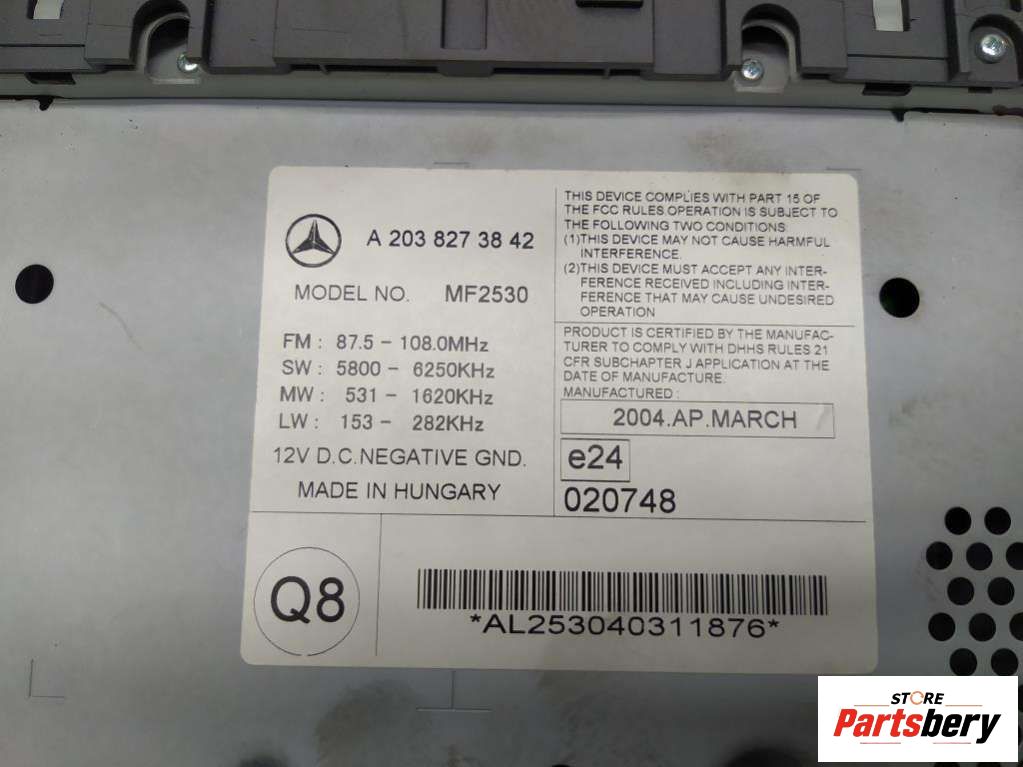 A 203 827 38 42
MODEL NO. MF2530
FM : 87.5 - 108.0MHz
SW : 5800 - 6250KHz
MW : 531 - 1620KHz
LW : 153 - 282KHz
12V D.C.NEGATIVE GND.
MADE IN HUNGARY
THIS DEVICE COMPLIES WITH PART 15 OF
THE FCC RULES OPERATION IS SUBJECT TO
THE FOLLOWING TWO CONDITIONS:
(1)THIS DEVICE MAY NOT CAUSE HARMFUL
INTERFERENCE.
(2)THIS DEVICE MUST ACCEPT ANY INTER-
FERENCE RECEIVED INCLUDING INTER-
FERENCE THAT MAY CAUSE UNDESIRED
OPERATION
PRODUCT IS CERTIFIED BY THE MANUFAC-
TURER TO COMPLY WITH DHHS RULES 21
CFR SUBCHAPTER J APPLICATION AT THE
DATE OF MANUFACTURE.
MANUFACTURED :
2004.AP.MARCH
e24
020748
Q8
*AL253040311876*
STORE
Partsbery